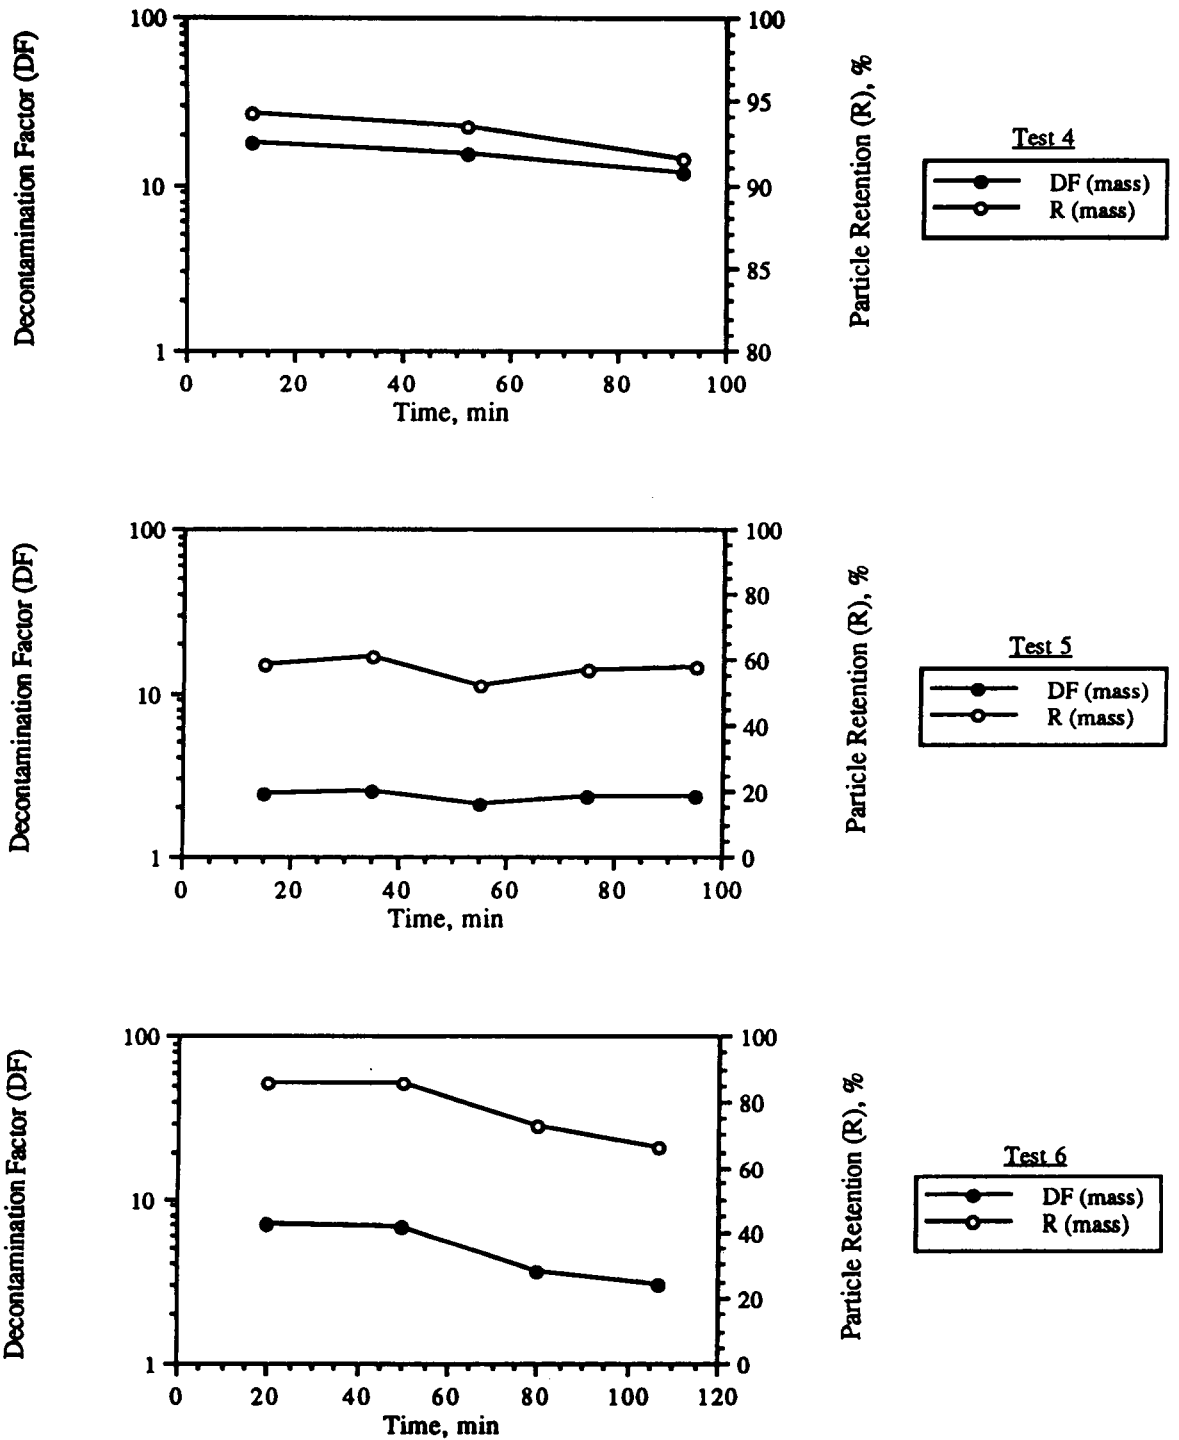 Decontamination Factor (DF)
100
10
1
100
95
90
85
80
Particle Retention (R), %
0 20 40 60 80 100
Time, min
Test 4
DF (mass)
R (mass)
Decontamination Factor (DF)
100
10
1
100
80
60
40
20
0
Particle Retention (R), %
0 20 40 60 80 100
Time, min
Test 5
DF (mass)
R (mass)
Decontamination Factor (DF)
100
10
1
100
80
60
40
20
0
Particle Retention (R), %
0 20 40 60 80 100 120
Time, min
Test 6
DF (mass)
R (mass)